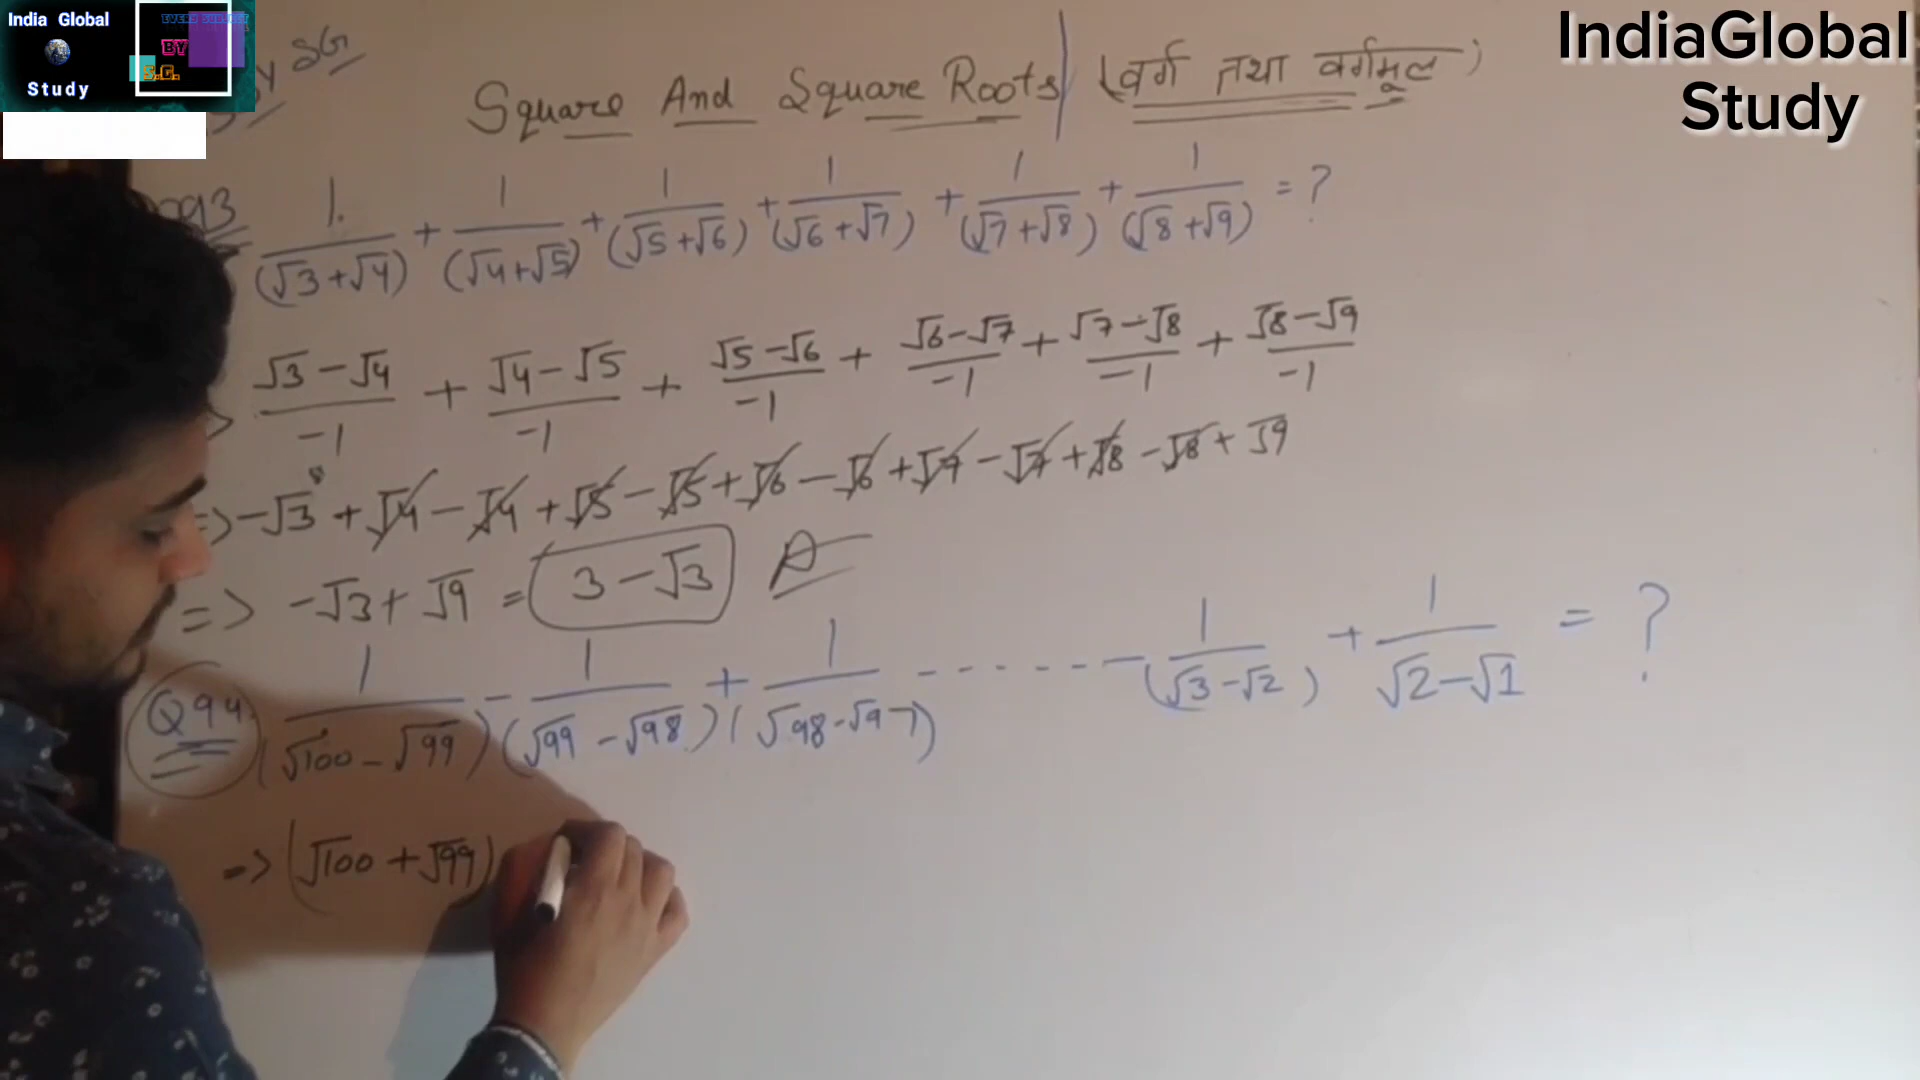 India Global
Study
EVERY SUBJECT
BY
S.G.
IndiaGlobal
Study
By SG
Square And Square Roots (वर्ग तथा वर्गमूल)
Q93 1/(√3+√4) + 1/(√4+√5) + 1/(√5+√6) + 1/(√6+√7) + 1/(√7+√8) + 1/(√8+√9) = ?
=> √3-√4/-1 + √4-√5/-1 + √5-√6/-1 + √6-√7/-1 + √7-√8/-1 + √8-√9/-1
=> -√3 + √4 - √4 + √5 - √5 + √6 - √6 + √7 - √7 + √8 - √8 + √9
=> -√3 + √9 = 3-√3 A
Q94. 1/(√100-√99) - 1/(√99-√98) + 1/(√98-√97) ------- 1/(√3-√2) + 1/√2-√1 = ?
=> (√100+√99)